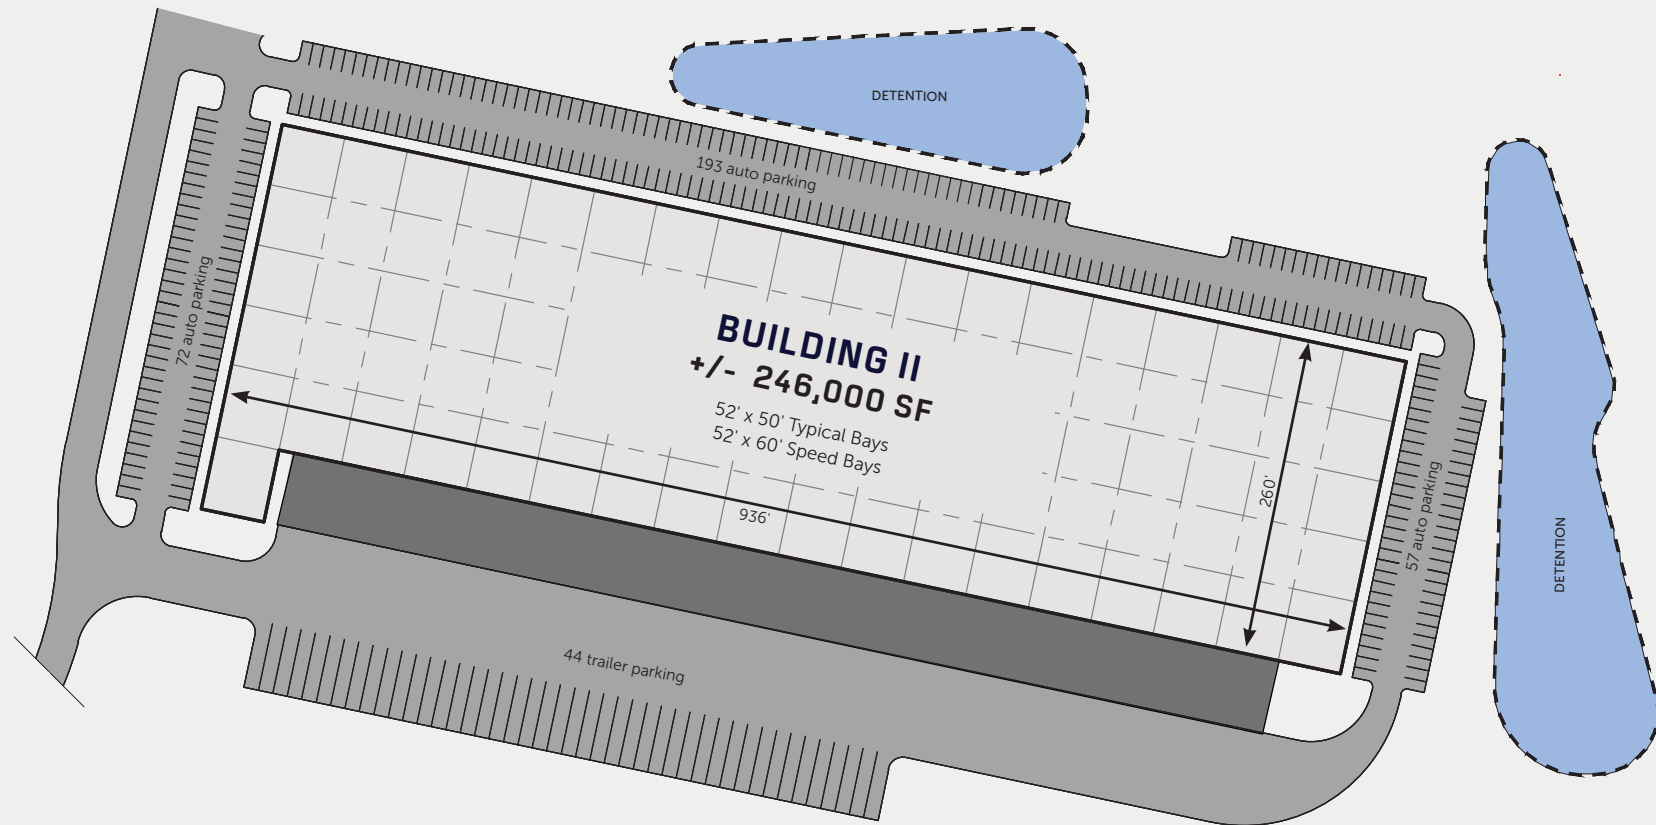 DETENTION
193 auto parking
72 auto parking
BUILDING II
+/- 246,000 SF
52' x 50' Typical Bays
52' x 60' Speed Bays
260'
936'
57 auto parking
DETENTION
44 trailer parking